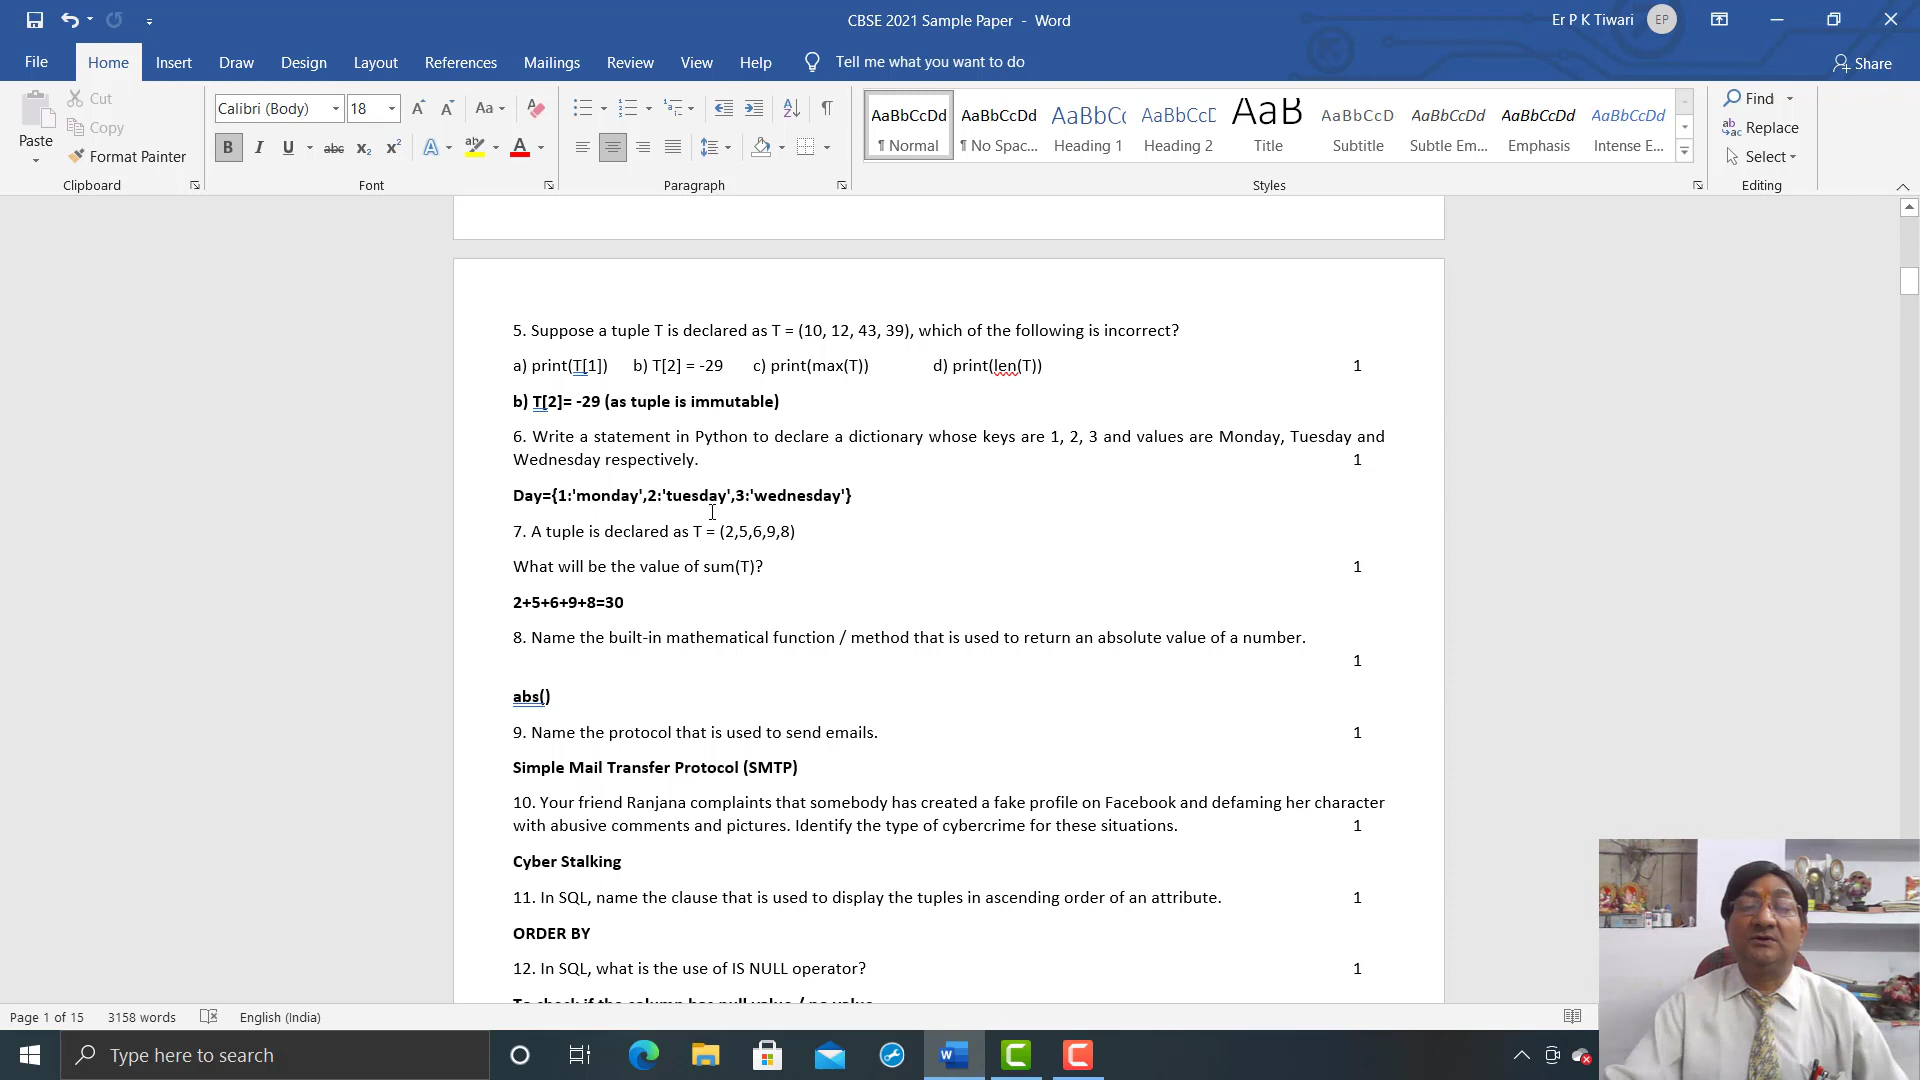 CBSE 2021 Sample Paper - Word
Er P K Tiwari
EP
File Home Insert Draw Design Layout References Mailings Review View Help Tell me what you want to do
Share
Cut
Copy
Format Painter
Paste
Clipboard
Calibri (Body) 18
Font
Paragraph
AaBbCcDd AaBbCcDd AaBbCc AaBbCcD AaB AaBbCcD AaBbCcDd AaBbCcDd AaBbCcDd
¶ Normal ¶ No Spac... Heading 1 Heading 2 Title Subtitle Subtle Em... Emphasis Intense E...
Styles
Find
Replace
Select
Editing
5. Suppose a tuple T is declared as T = (10, 12, 43, 39), which of the following is incorrect?
a) print(T[1]) b) T[2] = -29 c) print(max(T)) d) print(len(T)) 1
b) T[2]= -29 (as tuple is immutable)
6. Write a statement in Python to declare a dictionary whose keys are 1, 2, 3 and values are Monday, Tuesday and
Wednesday respectively. 1
Day={1:'monday',2:'tuesday',3:'wednesday'}
7. A tuple is declared as T = (2,5,6,9,8)
What will be the value of sum(T)? 1
2+5+6+9+8=30
8. Name the built-in mathematical function / method that is used to return an absolute value of a number.
1
abs()
9. Name the protocol that is used to send emails. 1
Simple Mail Transfer Protocol (SMTP)
10. Your friend Ranjana complaints that somebody has created a fake profile on Facebook and defaming her character
with abusive comments and pictures. Identify the type of cybercrime for these situations. 1
Cyber Stalking
11. In SQL, name the clause that is used to display the tuples in ascending order of an attribute. 1
ORDER BY
12. In SQL, what is the use of IS NULL operator? 1
To check if the column has null value / no value
Page 1 of 15 3158 words English (India)
Type here to search